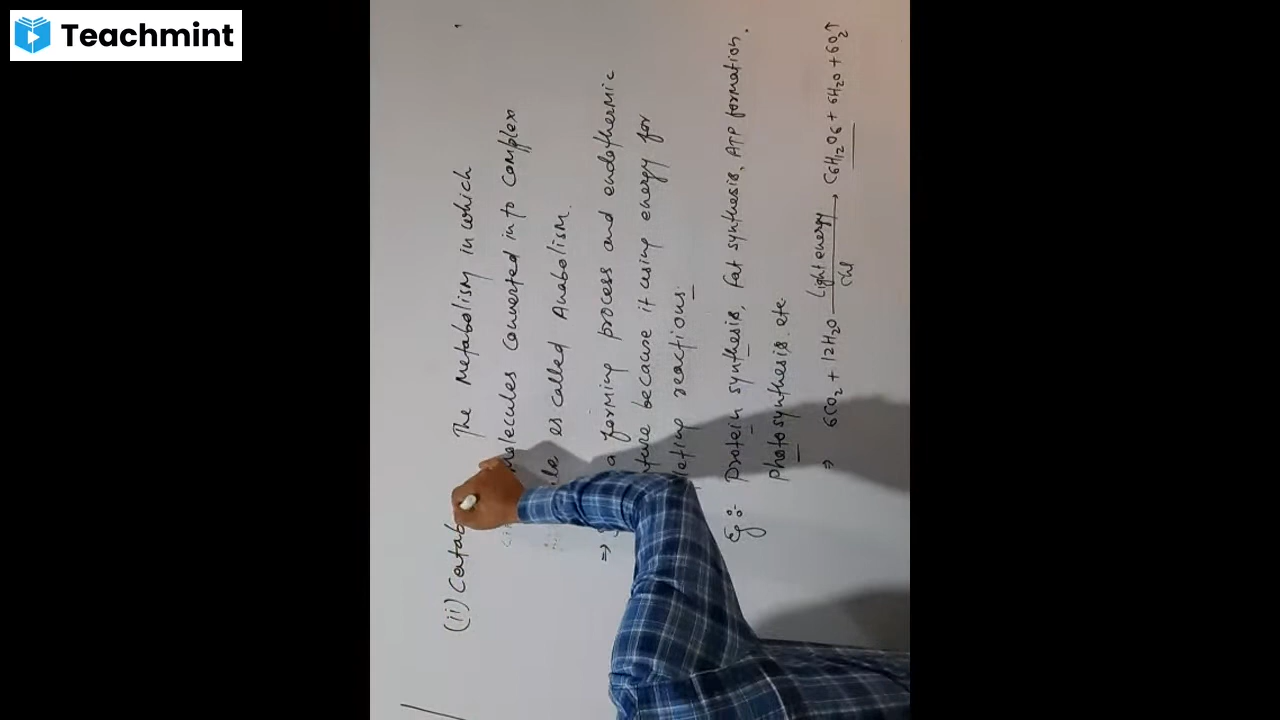 Teachmint
(ii) Catab
The Metabolism in which
Molecules Converted in to Complex
is called Anabolism.
⇒ a forming process and endothermic
because it using energy for
reactions.
Eg: Protein synthesis, Fat synthesis, ATP formation.
Photosynthesis. etc.
⇒ 6CO2 + 12H2O Light energy Chl → C6H12O6 + 6H2O + 6O2↑